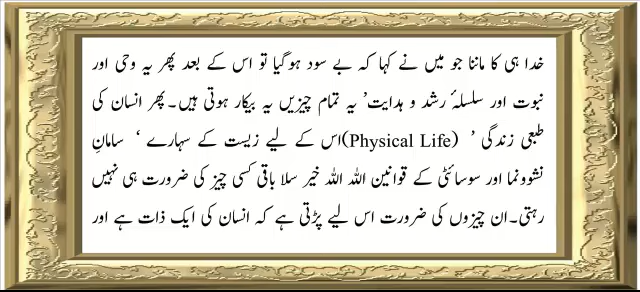 خدا ہی کا ماننا جو میں نے کہا کہ بے سود ہوگیا تو اس کے بعد پھر یہ وحی اور
نبوت اور سلسلۂ رشد و ہدایت’ یہ تمام چیزیں یہ بیکار ہوتی ہیں۔ پھر انسان کی
طبعی زندگی ’ (Physical Life)اس کے لیے زیست کے سہارے ‘ سامانِ
نشوونما اور سوسائٹی کے قوانین اللہ اللہ خیر سلا باقی کسی چیز کی ضرورت ہی نہیں
رہتی۔ ان چیزوں کی ضرورت اس لیے پڑتی ہے کہ انسان کی ایک ذات ہے اور